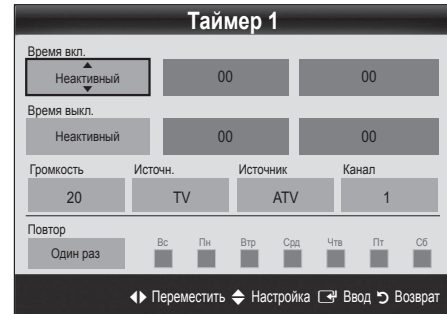 Таймер 1
Время вкл.
Неактивный 00 00
Время выкл.
Неактивный 00 00
Громкость Источн. Источник Канал
20 TV ATV 1
Повтор
Вс Пн Втр Срд Чтв Пт Сб
Один раз
Переместить Настройка Ввод Возврат